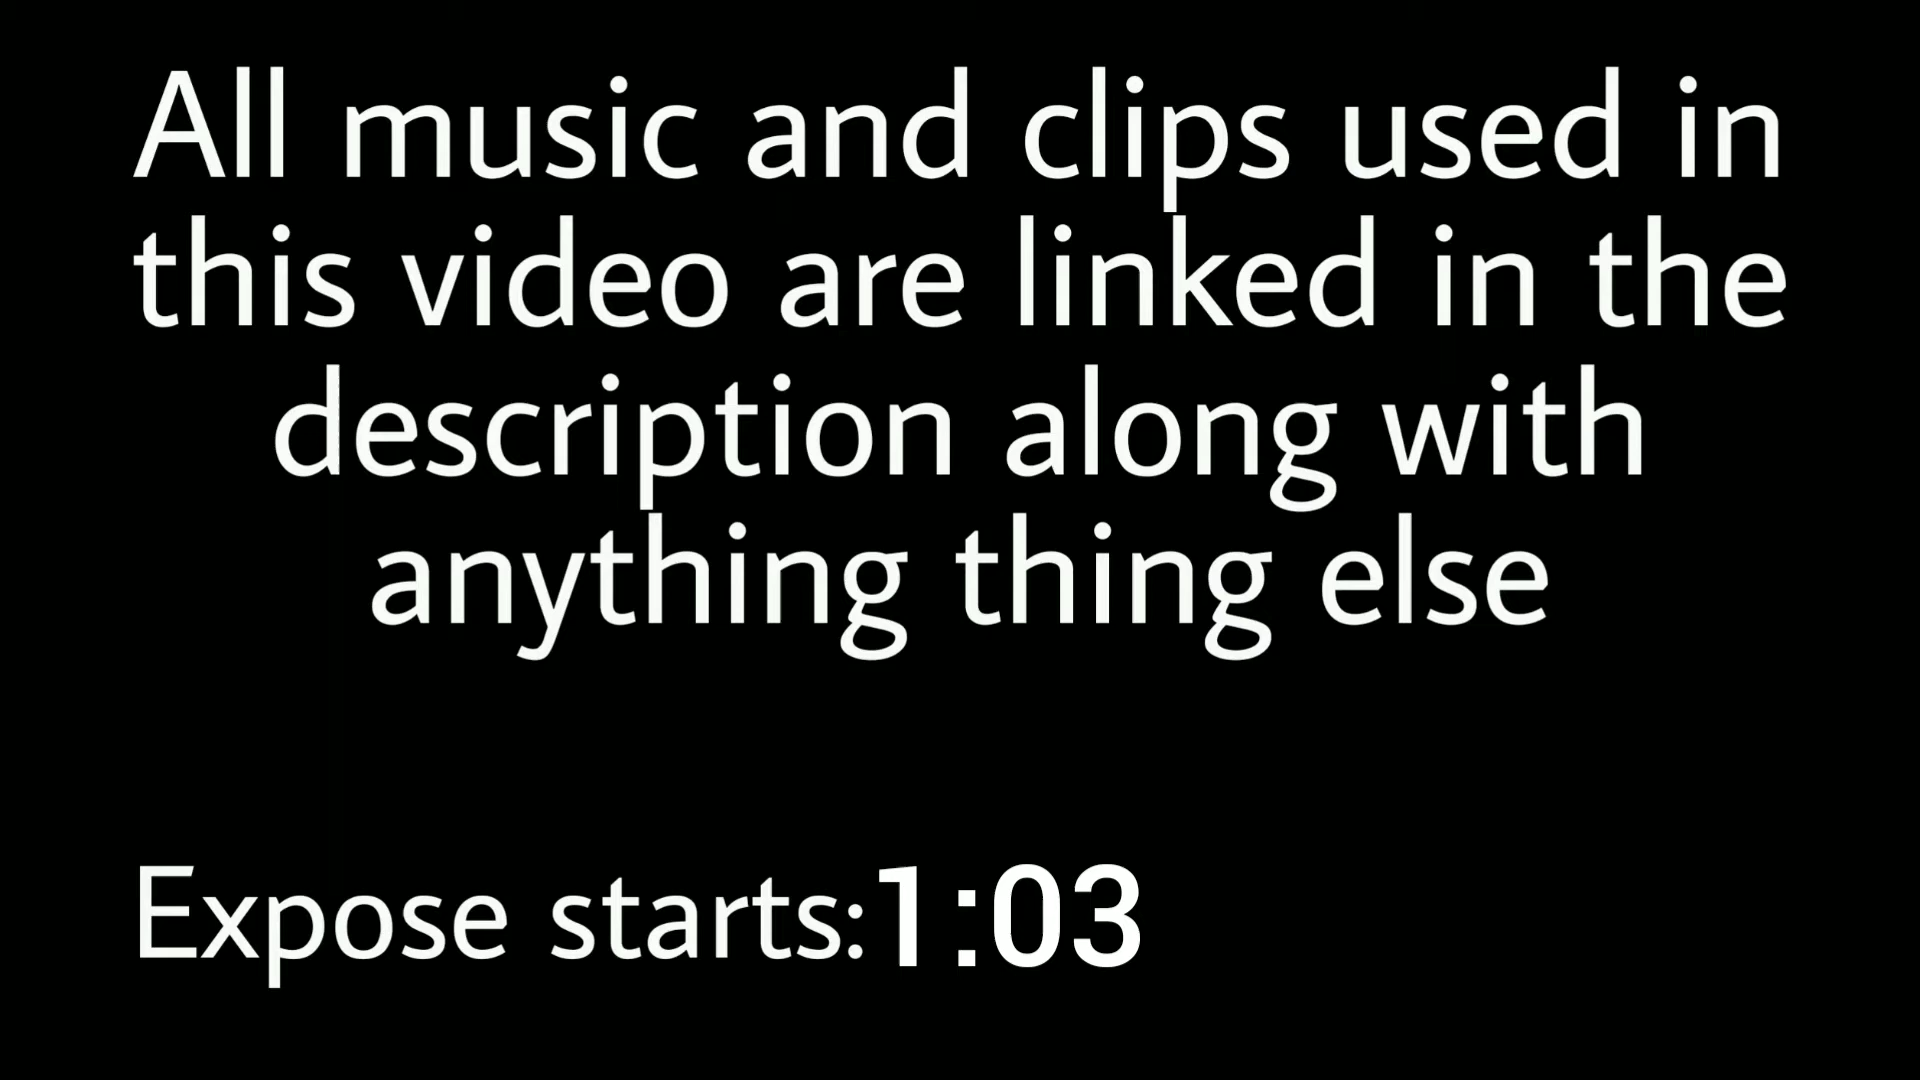 All music and clips used in
this video are linked in the
description along with
anything thing else
Expose starts:1:03